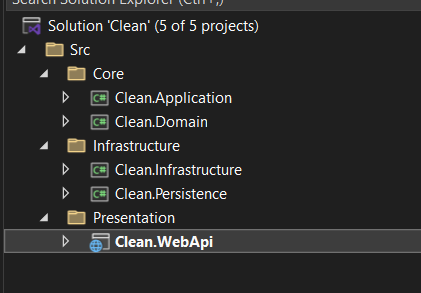 Search Solution Explorer (Ctrl+;)
Solution 'Clean' (5 of 5 projects)
Src
Core
C# Clean.Application
C# Clean.Domain
Infrastructure
C# Clean.Infrastructure
C# Clean.Persistence
Presentation
Clean.WebApi